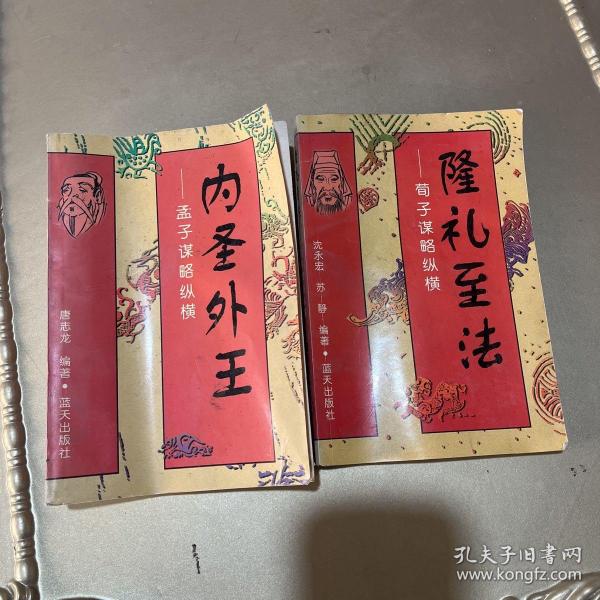 内圣外王
——孟子谋略纵横
唐志龙 编著●蓝天出版社
隆礼至法
——荀子谋略纵横
沈永宏 苏静 编著●蓝天出版社
孔夫子旧书网
www.kongfz.com